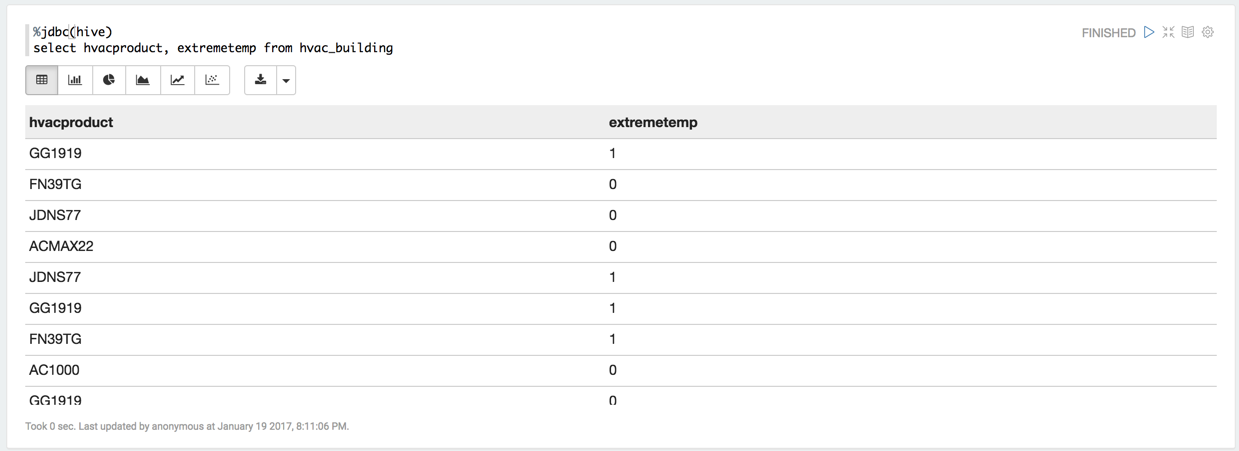 %jdbc(hive)
FINISHED
select hvacproduct, extremetemp from hvac_building
hvacproduct extremetemp
GG1919 1
FN39TG 0
JDNS77 0
ACMAX22 0
JDNS77 1
GG1919 1
FN39TG 1
AC1000 0
GG1919 0
Took 0 sec. Last updated by anonymous at January 19 2017, 8:11:06 PM.